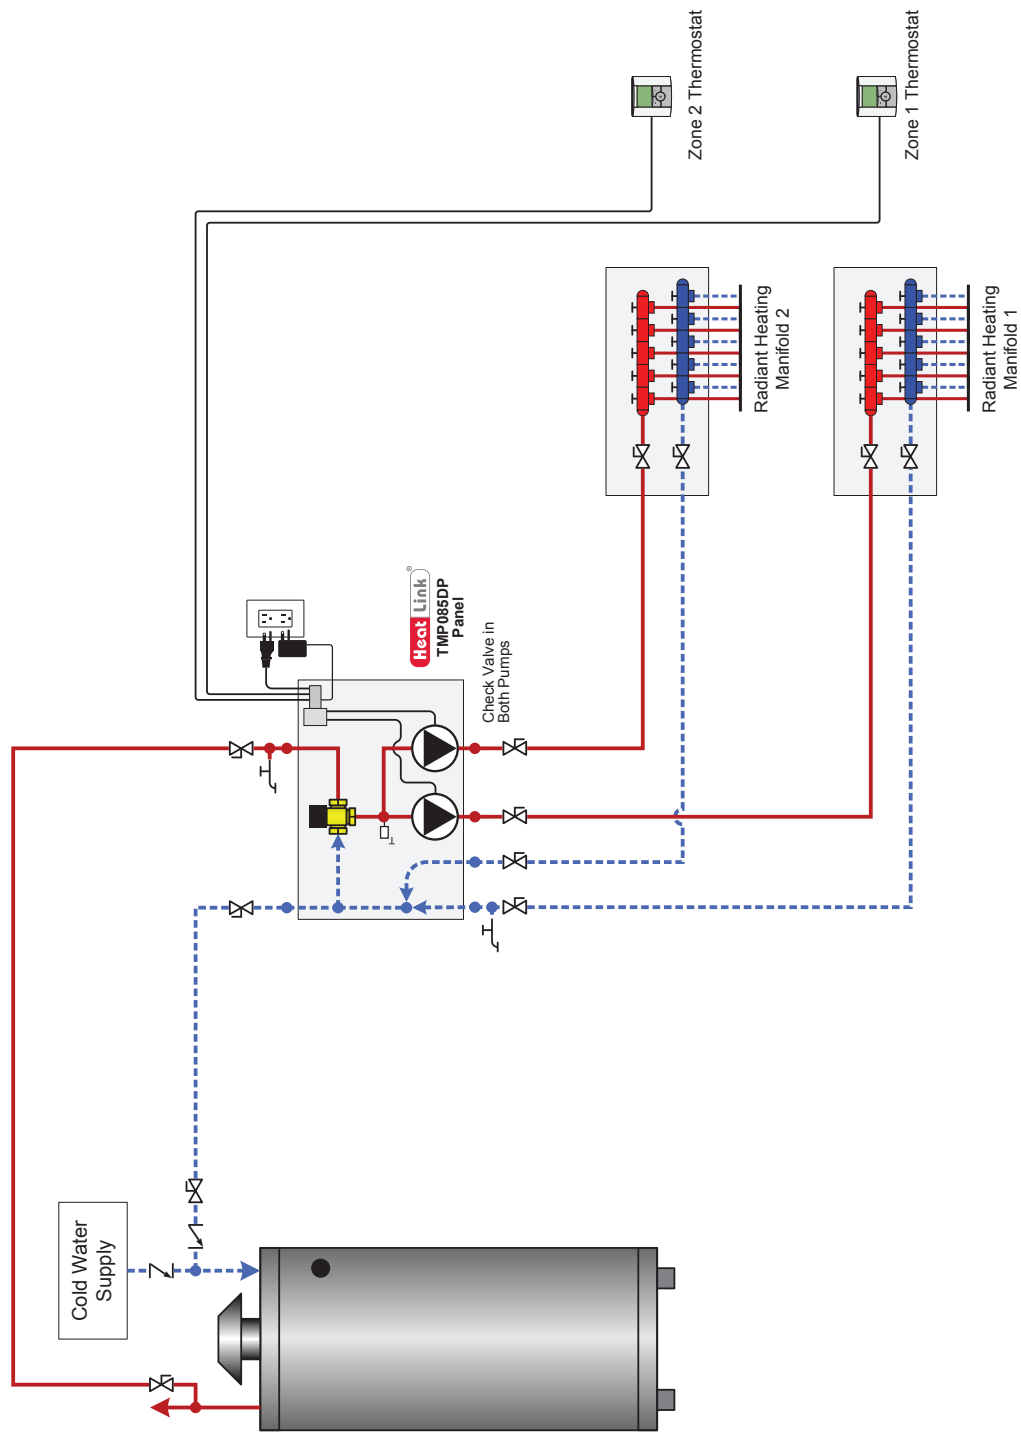 Cold Water
Supply
Heat Link®
TMP085DP
Panel
Check Valve in
Both Pumps
Zone 2 Thermostat
Zone 1 Thermostat
Radiant Heating
Manifold 2
Radiant Heating
Manifold 1